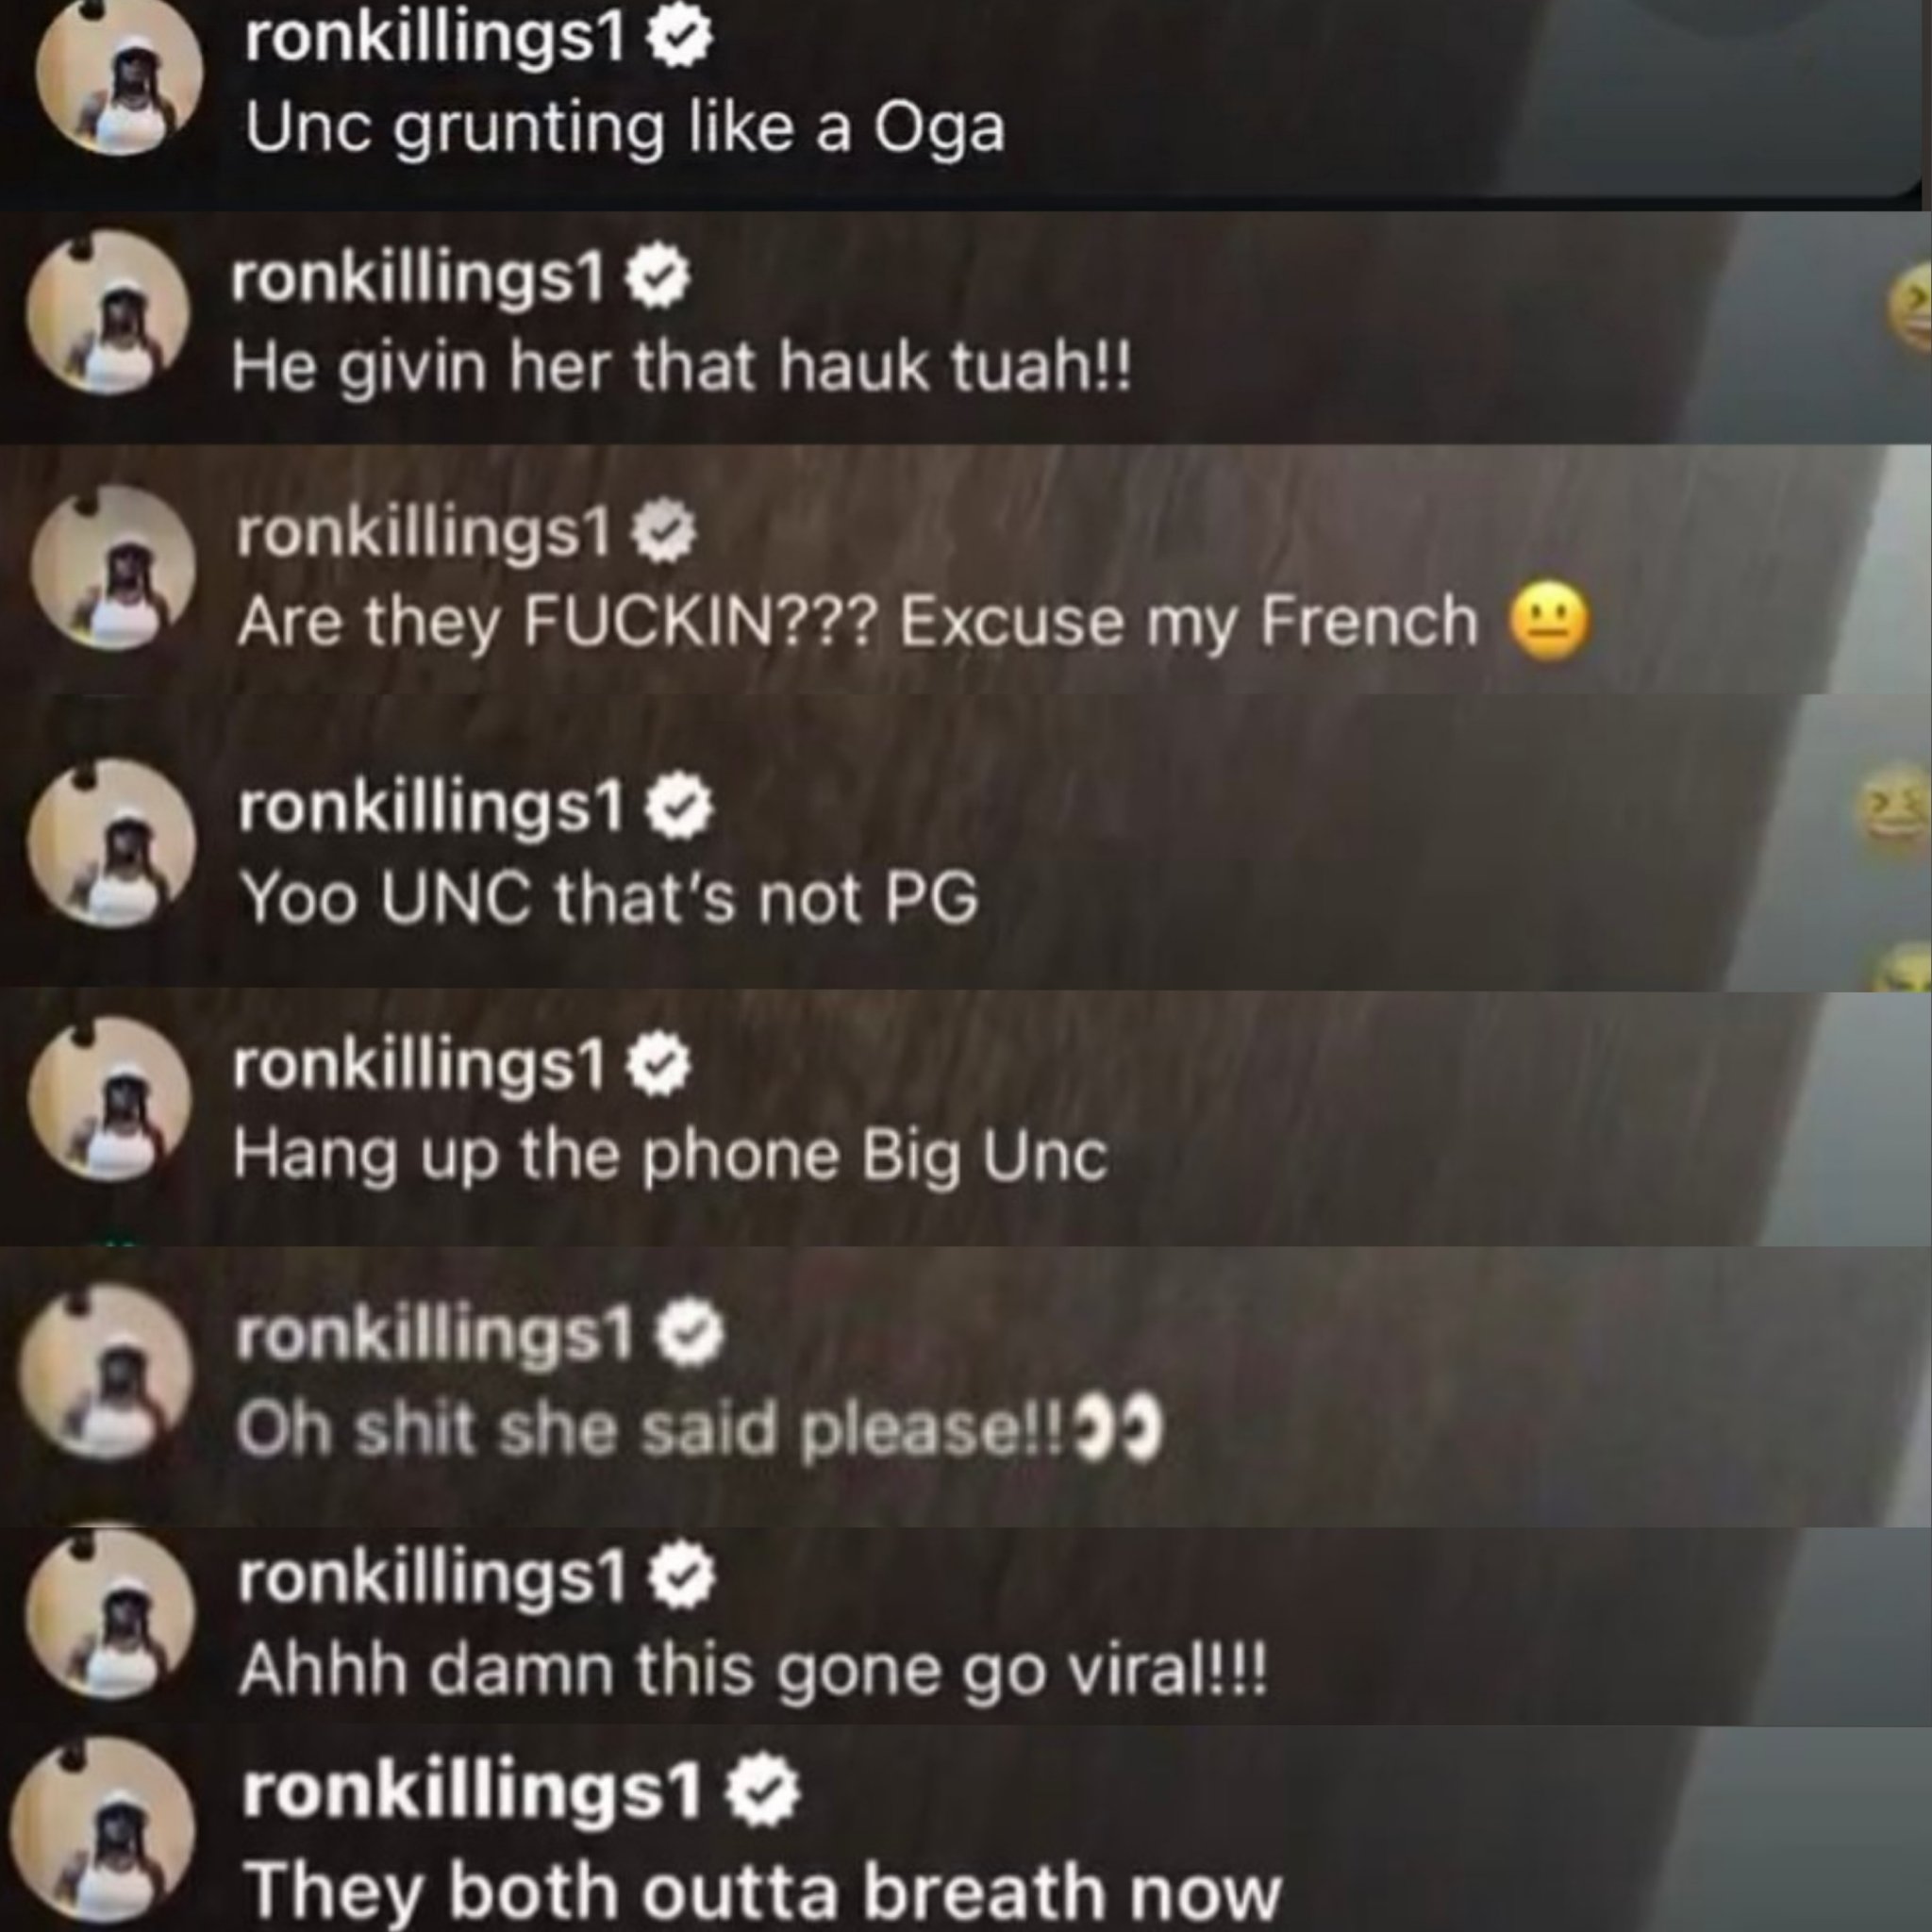 ronkillings1
Unc grunting like a Oga
ronkillings1
He givin her that hauk tuah!!
ronkillings1
Are they FUCKIN??? Excuse my French 😐
ronkillings1
Yoo UNC that's not PG
ronkillings1
Hang up the phone Big Unc
ronkillings1
Oh shit she said please!!👀
ronkillings1
Ahhh damn this gone go viral!!!
ronkillings1
They both outta breath now